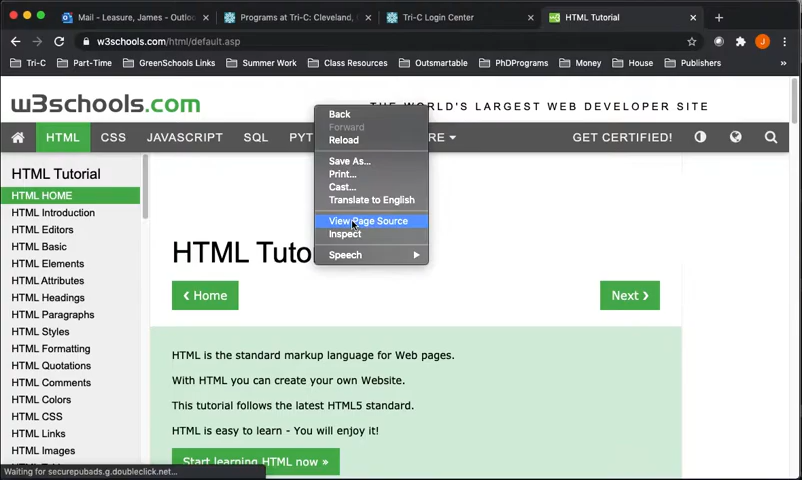 Mail - Leasure, James - Outlo
Programs at Tri-C: Cleveland,
Tri-C Login Center
HTML Tutorial
w3schools.com/html/default.asp
J
Tri-C
Part-Time
GreenSchools Links
Summer Work
Class Resources
Outsmartable
PhDPrograms
Money
House
Publishers
w3schools.com
THE WORLD'S LARGEST WEB DEVELOPER SITE
HTML
CSS
JAVASCRIPT
SQL
PYT
RE
GET CERTIFIED!
Back
Forward
Reload
Save As...
Print...
Cast...
Translate to English
View Page Source
Inspect
Speech
HTML Tutorial
HTML HOME
HTML Introduction
HTML Editors
HTML Basic
HTML Elements
HTML Attributes
HTML Headings
HTML Paragraphs
HTML Styles
HTML Formatting
HTML Quotations
HTML Comments
HTML Colors
HTML CSS
HTML Links
HTML Images
HTML Tuto
❮ Home
Next ❯
HTML is the standard markup language for Web pages.
With HTML you can create your own Website.
This tutorial follows the latest HTML5 standard.
HTML is easy to learn - You will enjoy it!
Start learning HTML now »
Waiting for securepubads.g.doubleclick.net...